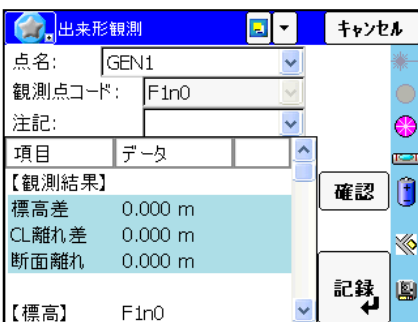 出来形観測 キャンセル
点名: GEN1
観測点コード: F1n0
注記:
項目 データ
【観測結果】
標高差 0.000 m
CL離れ差 0.000 m
断面離れ 0.000 m
確認
【標高】 F1n0
記録